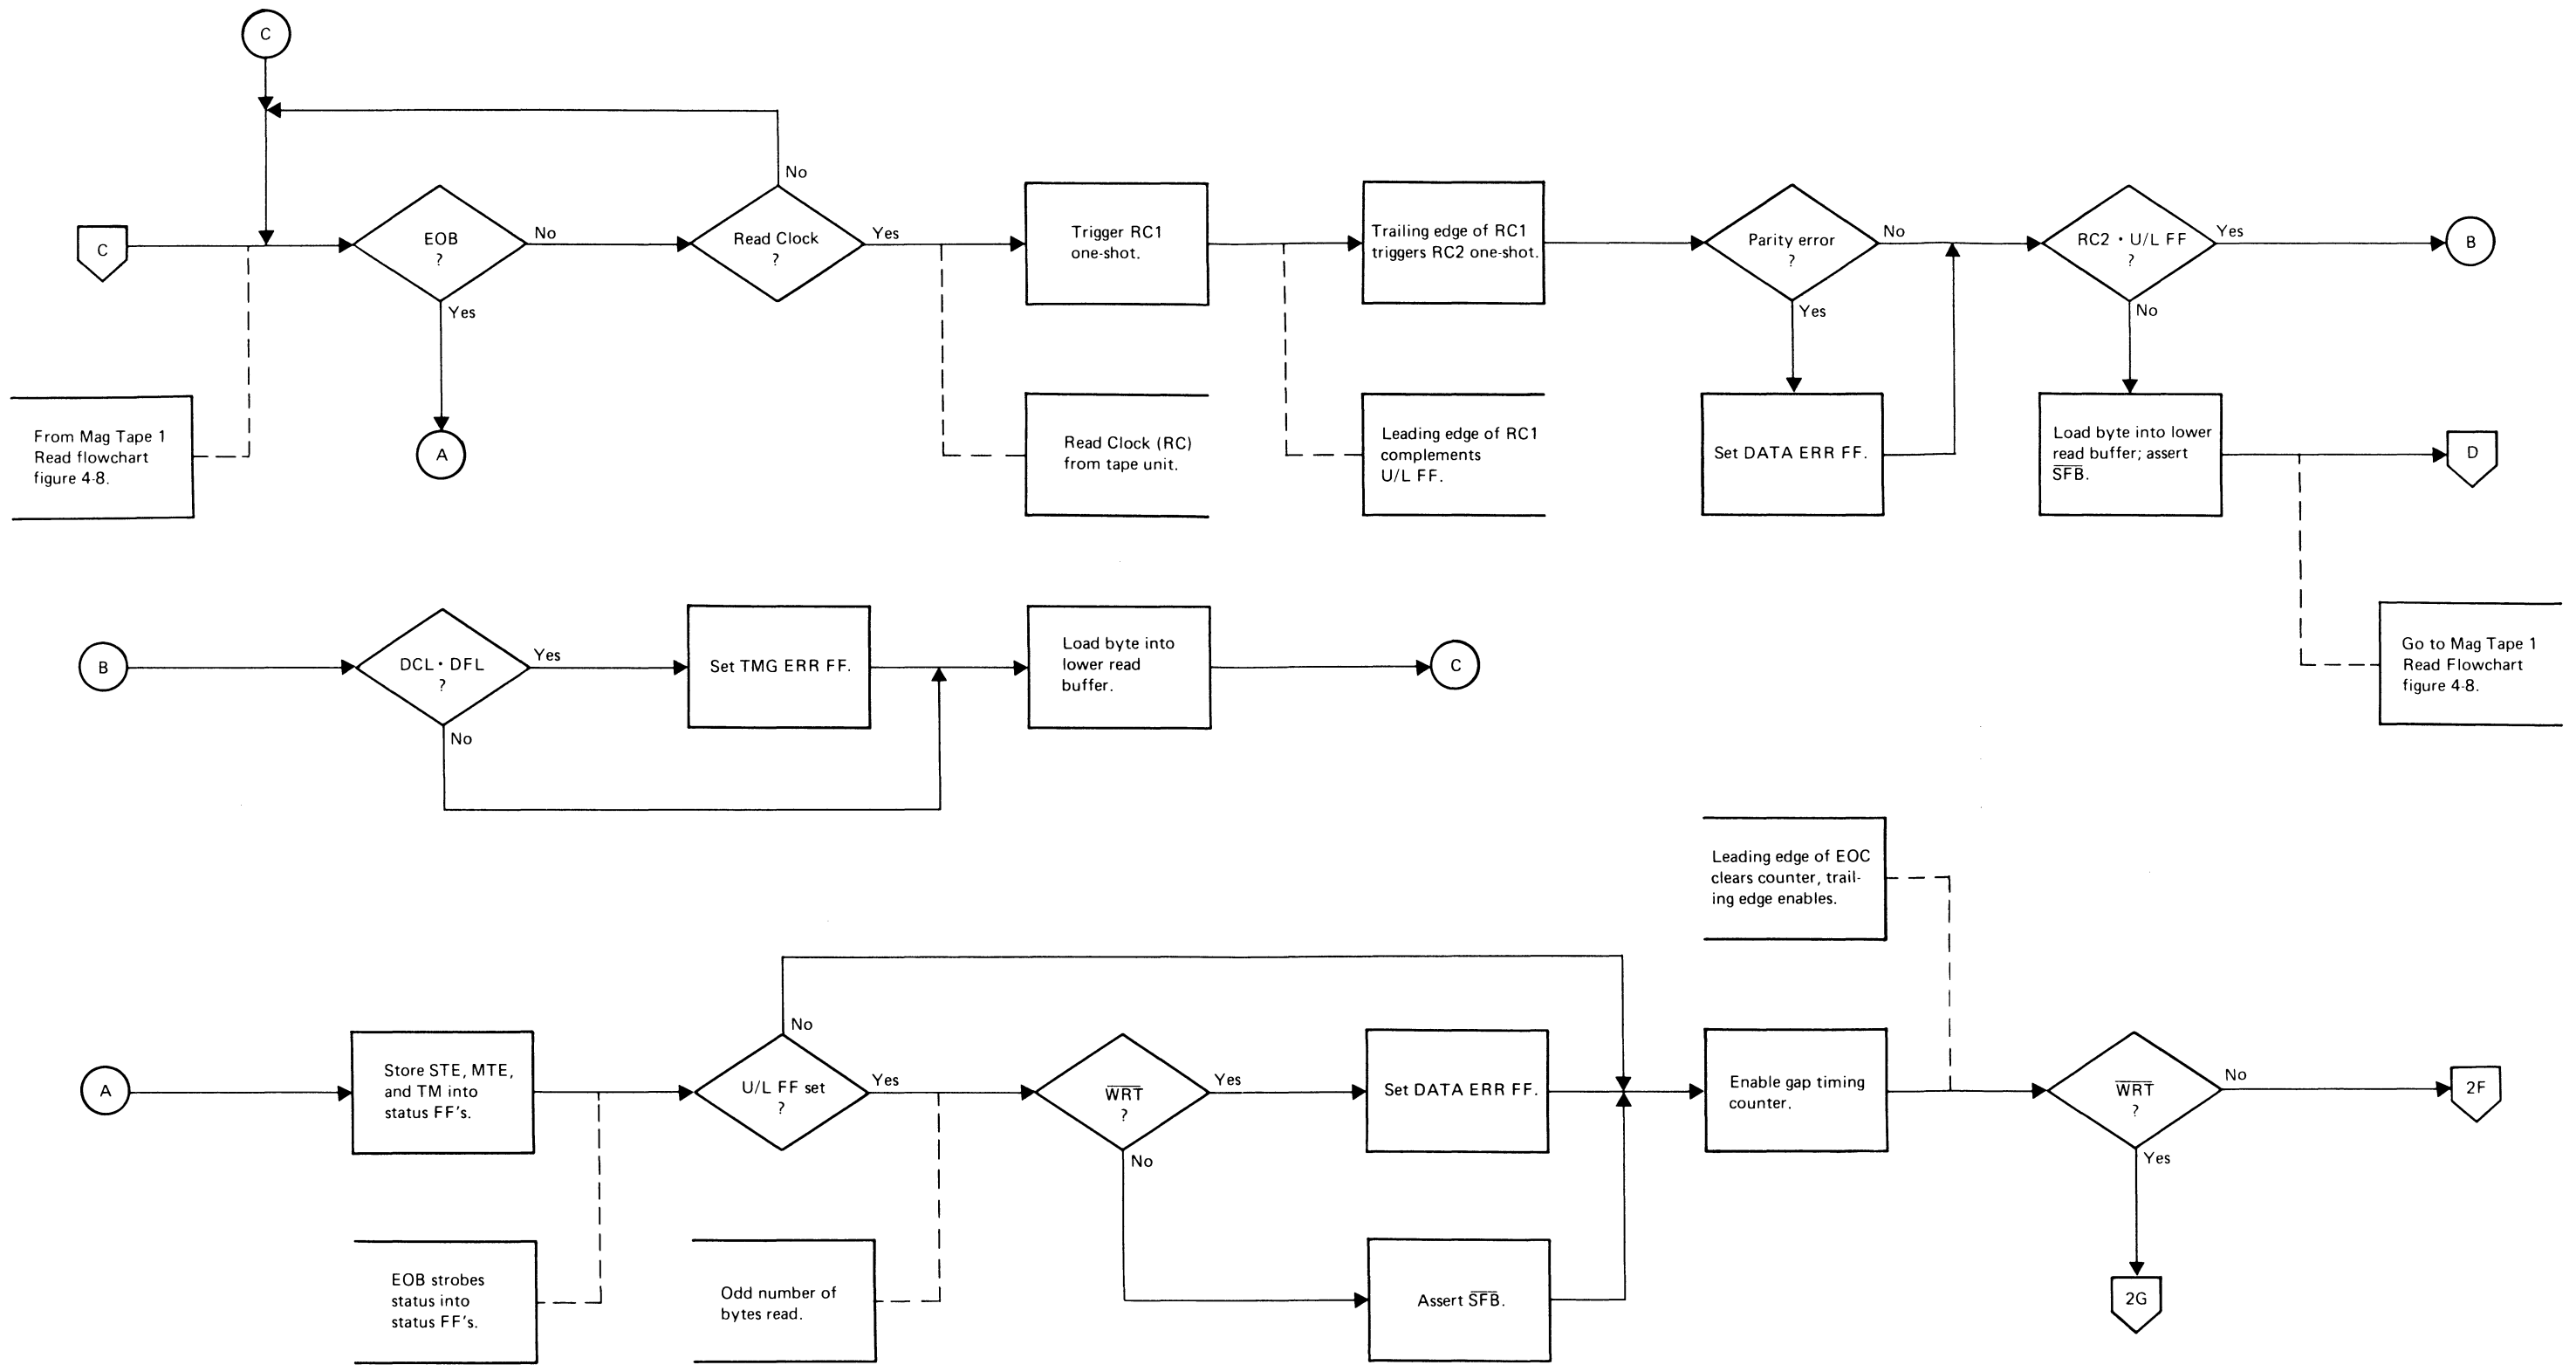 C
No
C
EOB
?
No
Yes
Read Clock
?
Yes
Trigger RC1
one-shot.
Trailing edge of RC1
triggers RC2 one-shot.
Parity error
?
No
Yes
RC2 • U/L FF
?
Yes
No
B
From Mag Tape 1
Read flowchart
figure 4-8.
A
Read Clock (RC)
from tape unit.
Leading edge of RC1
complements
U/L FF.
Set DATA ERR FF.
Load byte into lower
read buffer; assert
S̅F̅B̅.
D
B
DCL • DFL
?
Yes
No
Set TMG ERR FF.
Load byte into
lower read
buffer.
C
Go to Mag Tape 1
Read Flowchart
figure 4-8.
Leading edge of EOC
clears counter, trail-
ing edge enables.
A
Store STE, MTE,
and TM into
status FF's.
No
U/L FF set
?
Yes
W̅R̅T̅
?
Yes
No
Set DATA ERR FF.
Enable gap timing
counter.
W̅R̅T̅
?
No
Yes
2F
EOB strobes
status into
status FF's.
Odd number of
bytes read.
Assert S̅F̅B̅.
2G